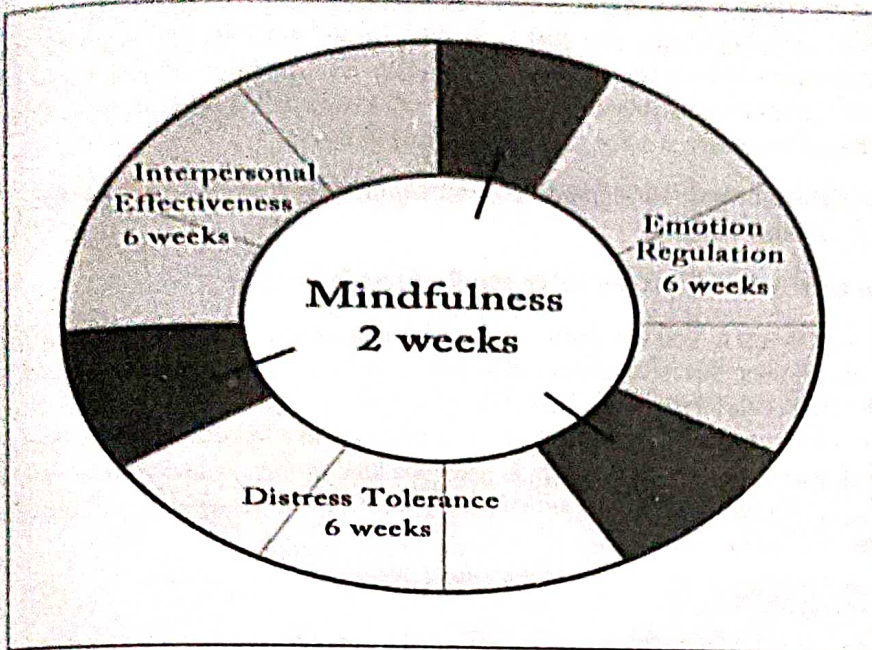 Interpersonal
Effectiveness
6 weeks
Emotion
Regulation
6 weeks
Mindfulness
2 weeks
Distress Tolerance
6 weeks